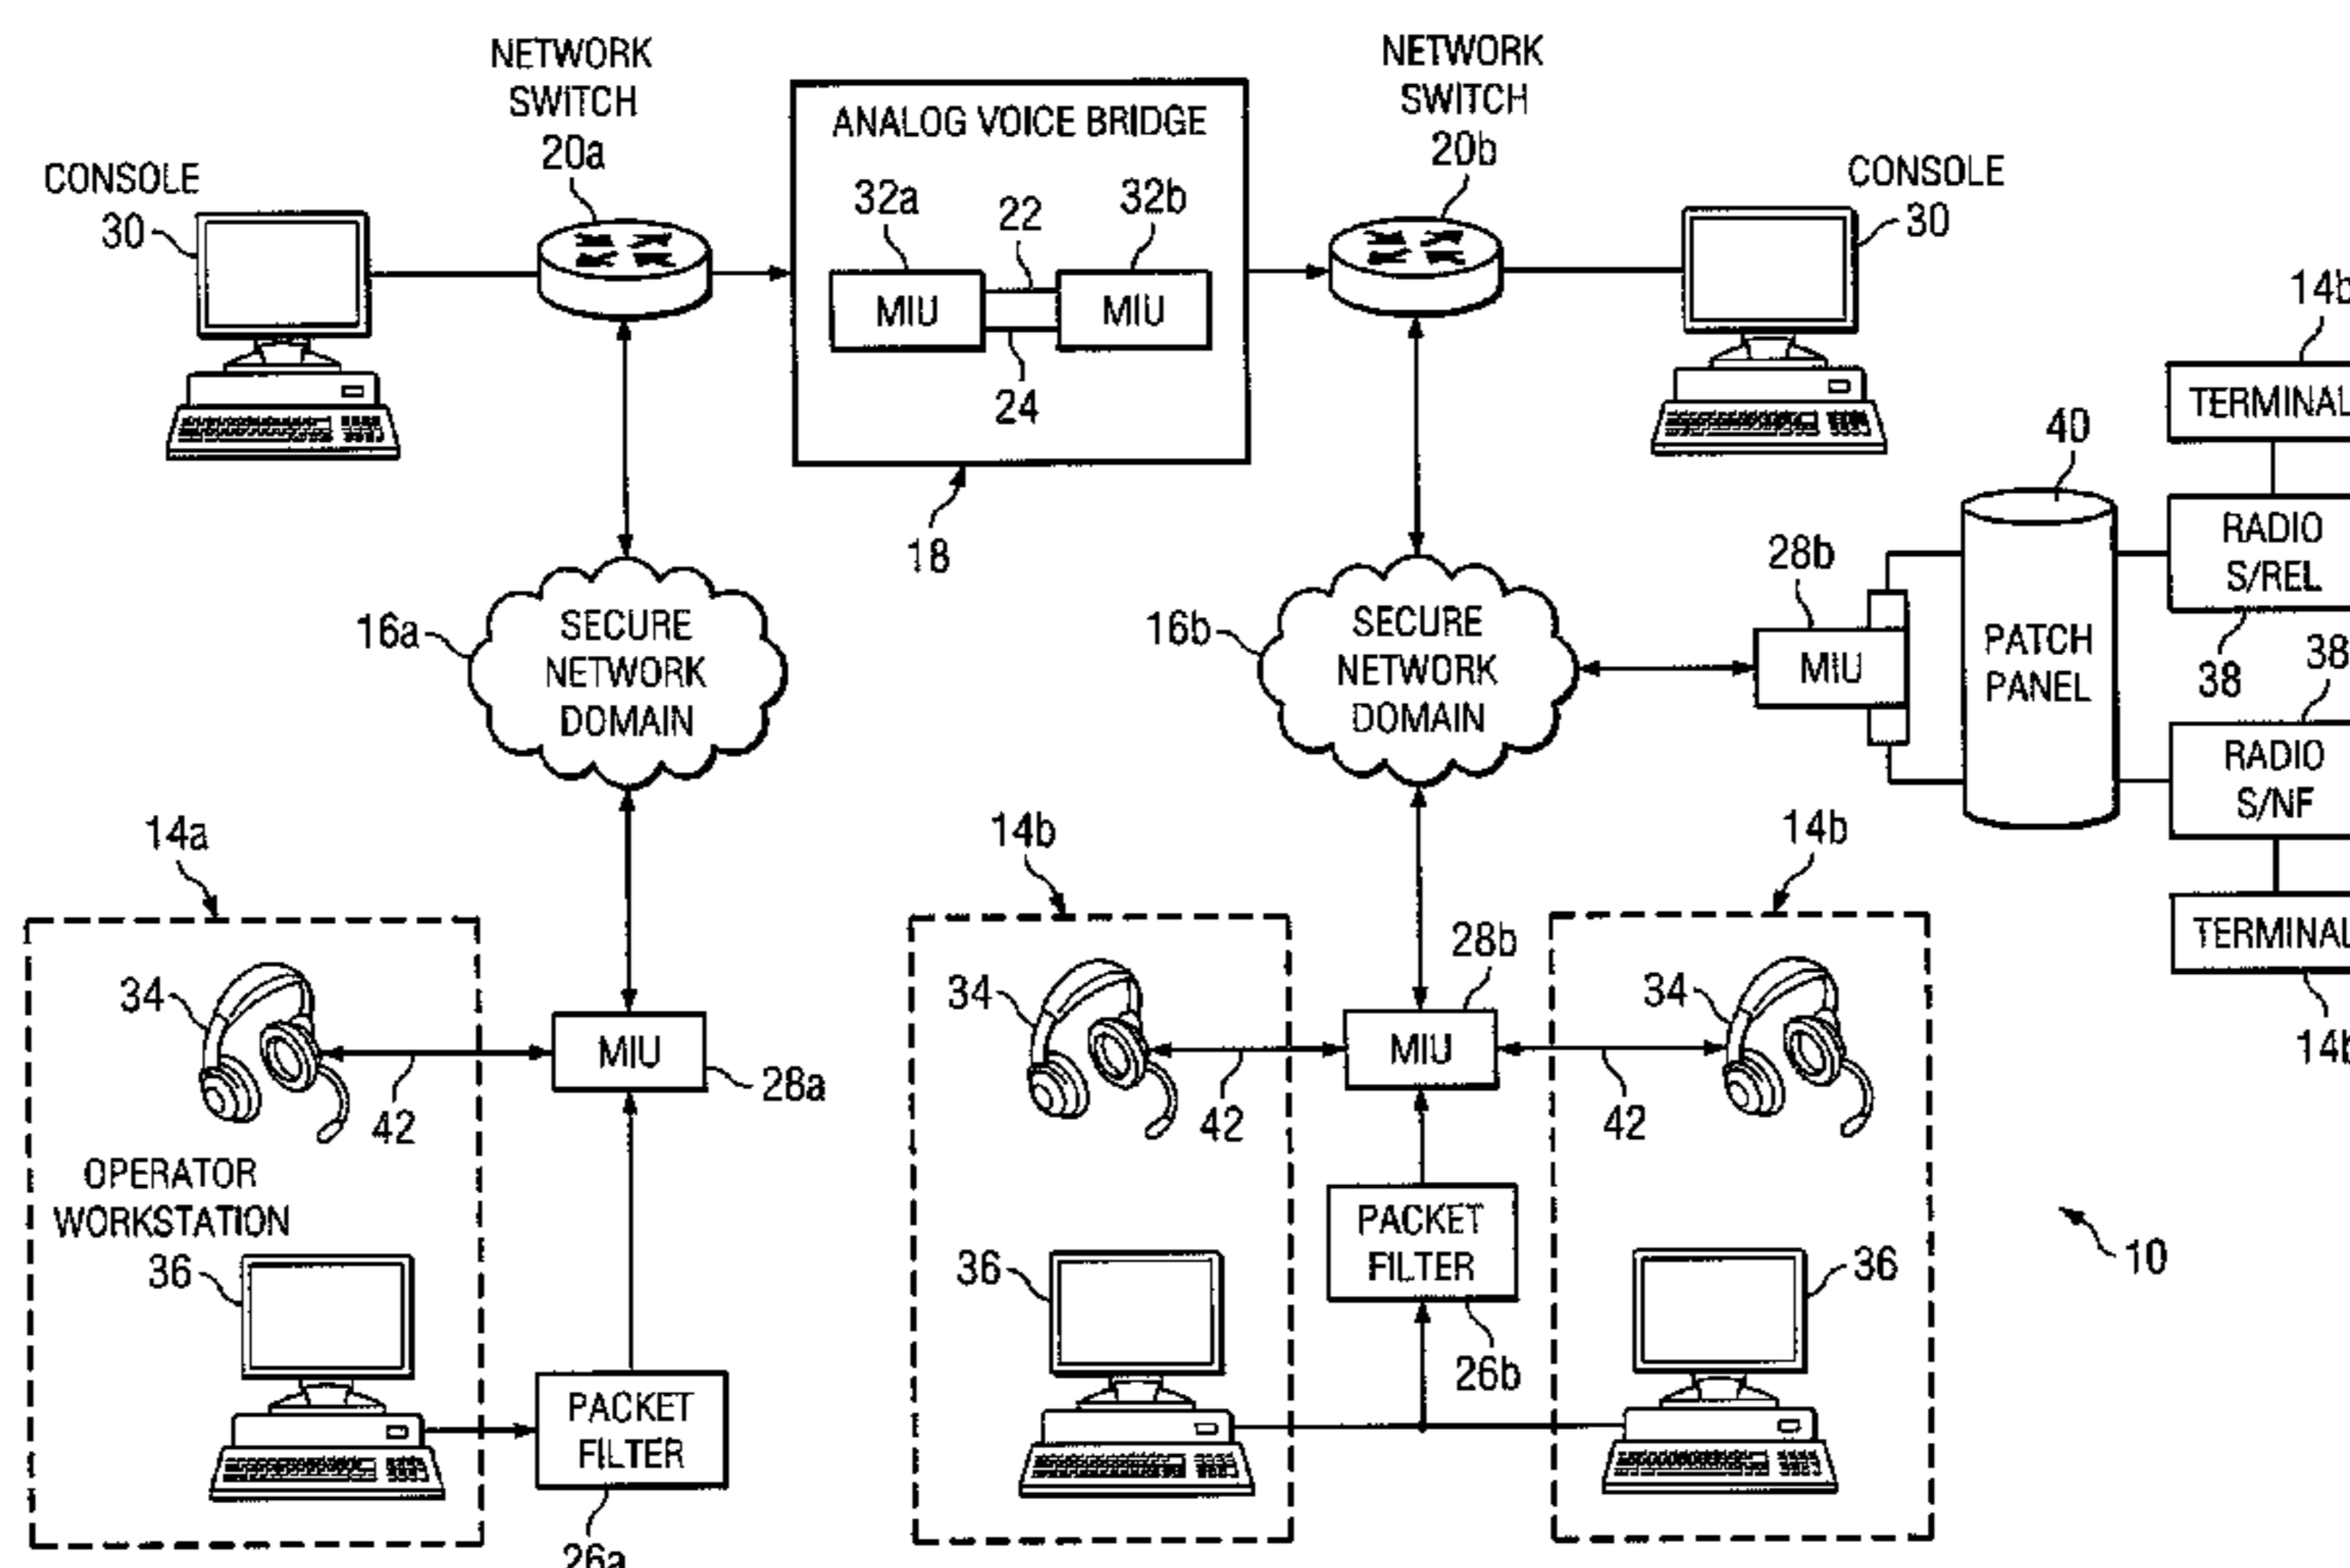 NETWORK
SWITCH
20a
NETWORK
SWITCH
20b
ANALOG VOICE BRIDGE
CONSOLE
30
CONSOLE
30
32a
22
32b
MIU
MIU
24
18
14b
TERMINAL
40
RADIO
S/REL
38
28b
MIU
PATCH
PANEL
38
RADIO
S/NF
TERMINAL
14b
16a
SECURE
NETWORK
DOMAIN
16b
SECURE
NETWORK
DOMAIN
14a
34
42
MIU
28a
OPERATOR
WORKSTATION
36
PACKET
FILTER
26a
14b
34
42
28b
MIU
14b
34
42
PACKET
FILTER
26b
36
36
10